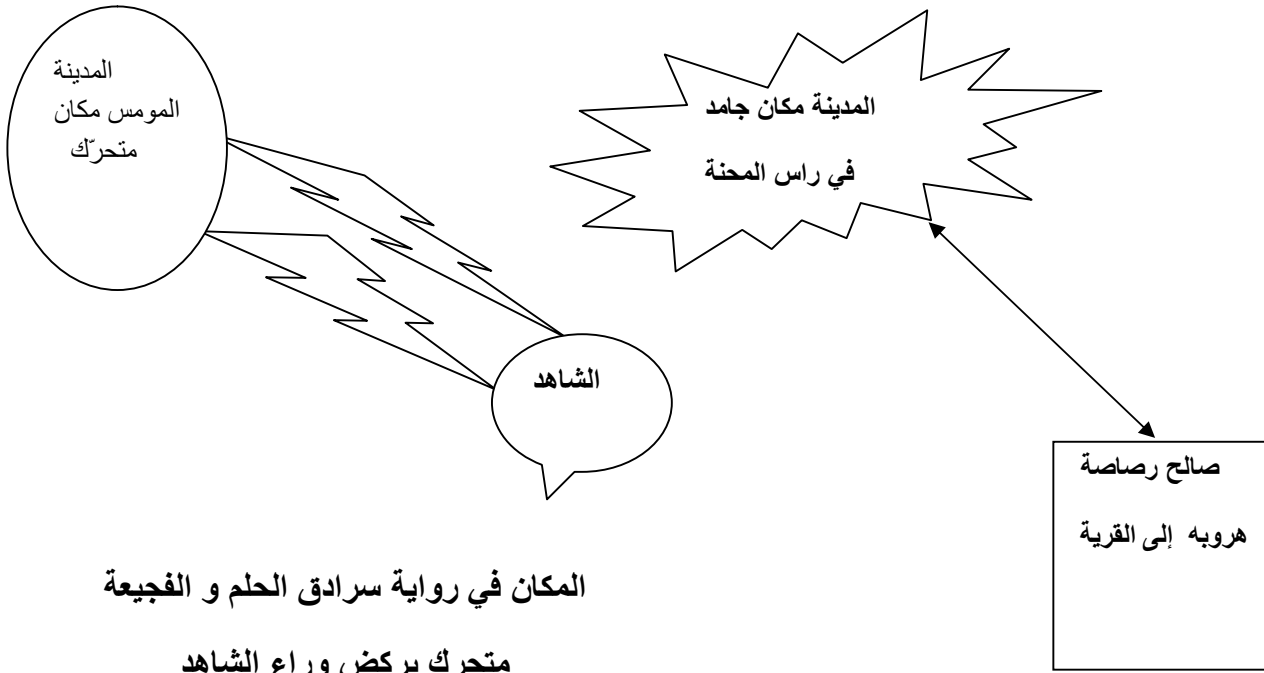 المدينة
المومس مكان
متحرّك
المدينة مكان جامد
في راس المحنة
الشاهد
صالح رصاصة
هروبه إلى القرية
المكان في رواية سرادق الحلم و الفجيعة
متحرك يركض وراء الشاهد